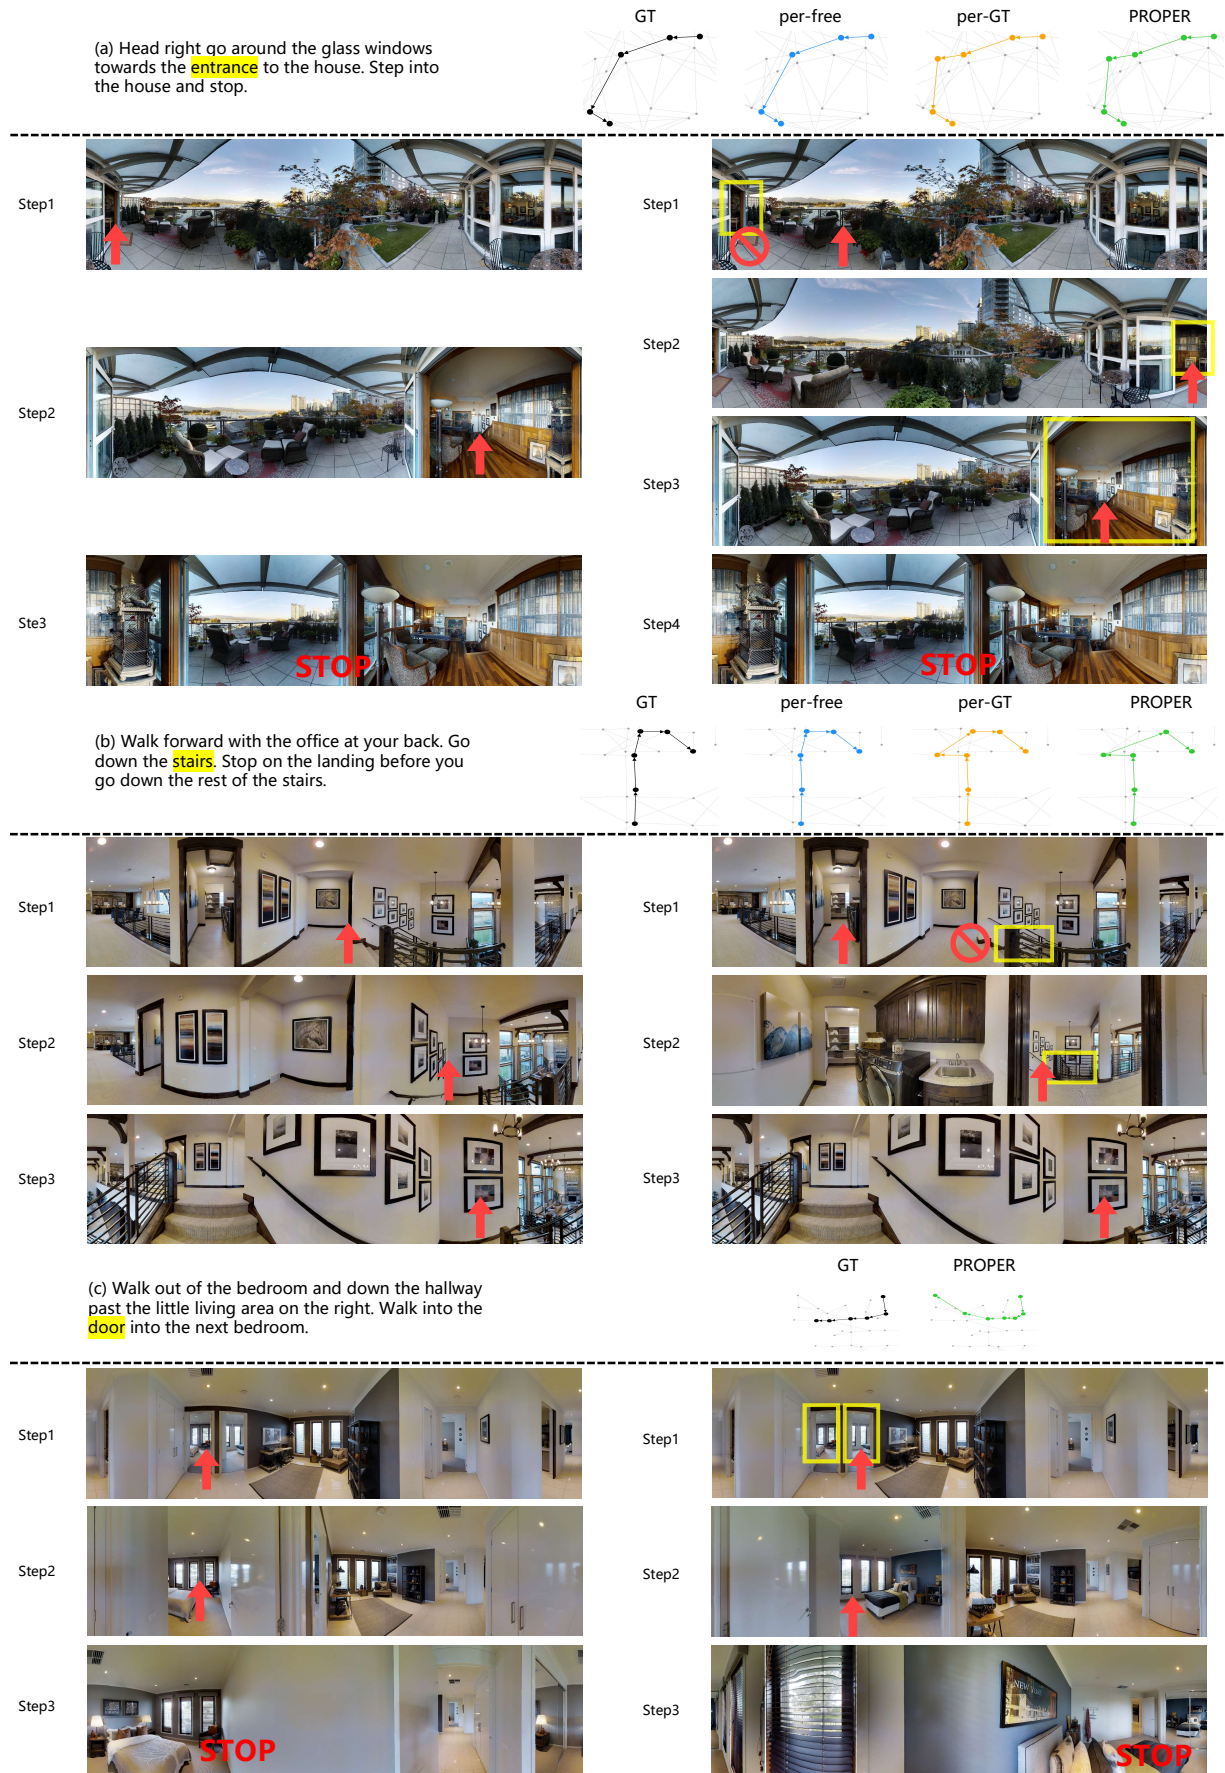 GT per-free per-GT PROPER
(a) Head right go around the glass windows
towards the entrance to the house. Step into
the house and stop.
Step1 Step1
Step2
Step2
Step3
Ste3 Step4
STOP STOP
GT per-free per-GT PROPER
(b) Walk forward with the office at your back. Go
down the stairs. Stop on the landing before you
go down the rest of the stairs.
Step1 Step1
Step2 Step2
Step3 Step3
GT PROPER
(c) Walk out of the bedroom and down the hallway
past the little living area on the right. Walk into the
door into the next bedroom.
Step1 Step1
Step2 Step2
Step3 Step3
NEW YORK
STOP STOP